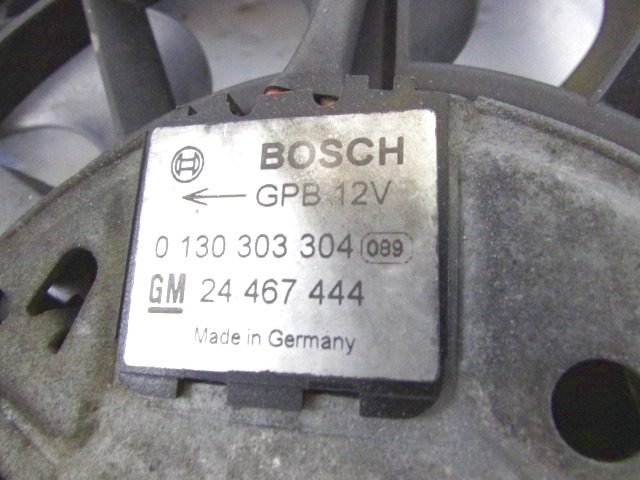 BOSCH
← GPB 12V
0 130 303 304 089
GM 24 467 444
Made in Germany